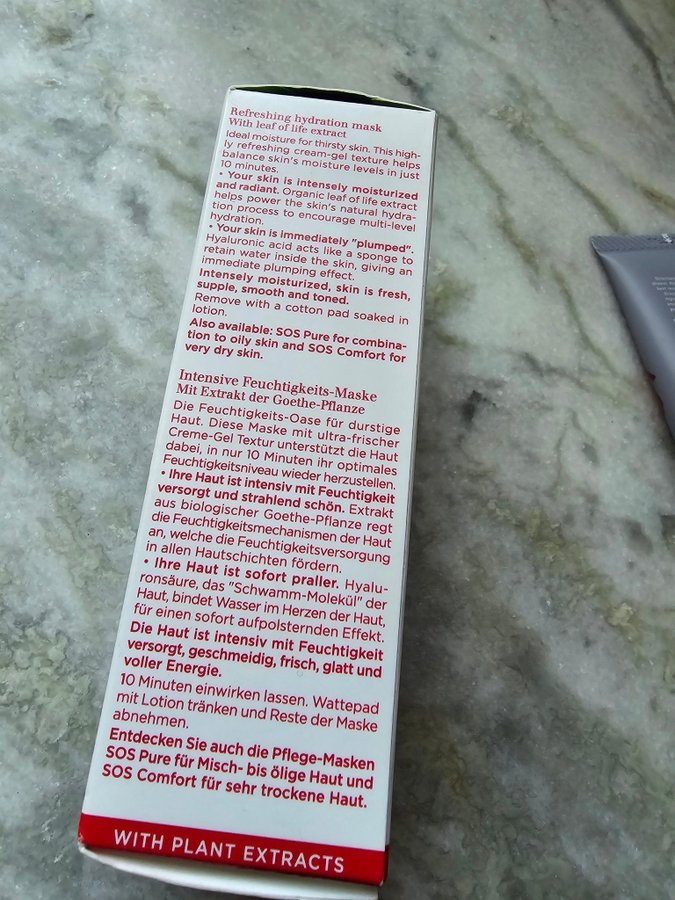 Refreshing hydration mask
With leaf of life extract
Ideal moisture for thirsty skin. This high-
ly refreshing cream-gel texture helps
balance skin's moisture levels in just
10 minutes.
• Your skin is intensely moisturized
and radiant. Organic leaf of life extract
helps power the skin's natural hydra-
tion process to encourage multi-level
hydration.
• Your skin is immediately "plumped".
Hyaluronic acid acts like a sponge to
retain water inside the skin, giving an
immediate plumping effect.
Intensely moisturized, skin is fresh,
supple, smooth and toned.
Remove with a cotton pad soaked in
lotion.
Also available: SOS Pure for combina-
tion to oily skin and SOS Comfort for
very dry skin.
Intensive Feuchtigkeits-Maske
Mit Extrakt der Goethe-Pflanze
Die Feuchtigkeits-Oase für durstige
Haut. Diese Maske mit ultra-frischer
Creme-Gel Textur unterstützt die Haut
dabei, in nur 10 Minuten ihr optimales
Feuchtigkeitsniveau wieder herzustellen.
• Ihre Haut ist intensiv mit Feuchtigkeit
versorgt und strahlend schön. Extrakt
aus biologischer Goethe-Pflanze regt
die Feuchtigkeitsmechanismen der Haut
an, welche die Feuchtigkeitsversorgung
in allen Hautschichten fördern.
• Ihre Haut ist sofort praller. Hyalu-
ronsäure, das "Schwamm-Molekül" der
Haut, bindet Wasser im Herzen der Haut,
für einen sofort aufpolsternden Effekt.
Die Haut ist intensiv mit Feuchtigkeit
versorgt, geschmeidig, frisch, glatt und
voller Energie.
10 Minuten einwirken lassen. Wattepad
mit Lotion tränken und Reste der Maske
abnehmen.
Entdecken Sie auch die Pflege-Masken
SOS Pure für Misch- bis ölige Haut und
SOS Comfort für sehr trockene Haut.
WITH PLANT EXTRACTS